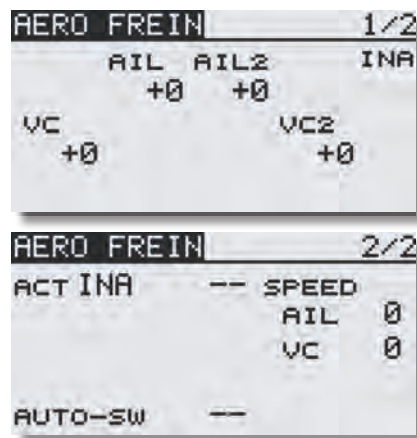 AERO FREIN 1/2
AIL AIL2 INA
+0 +0
VC VC2
+0 +0
AERO FREIN 2/2
ACT INA -- SPEED
AIL 0
VC 0
AUTO-SW --